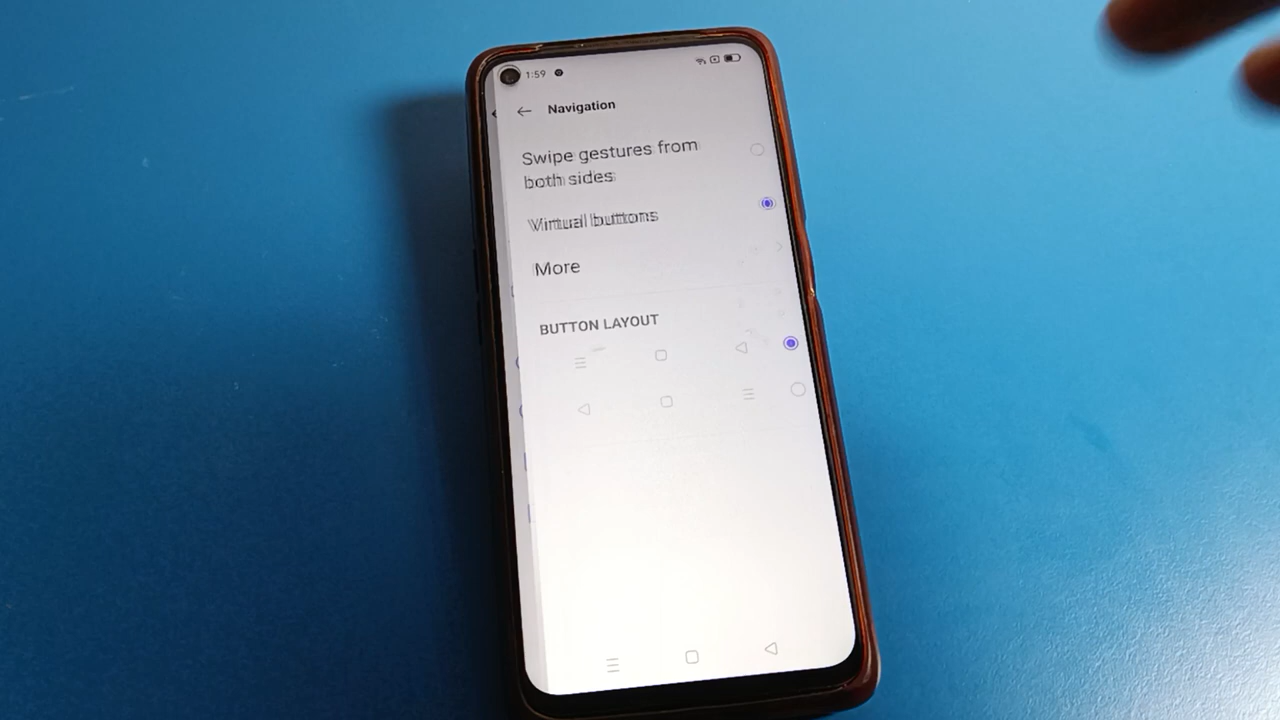 1:59
Navigation
Swipe gestures from
both sides
Virtual buttons
More
BUTTON LAYOUT